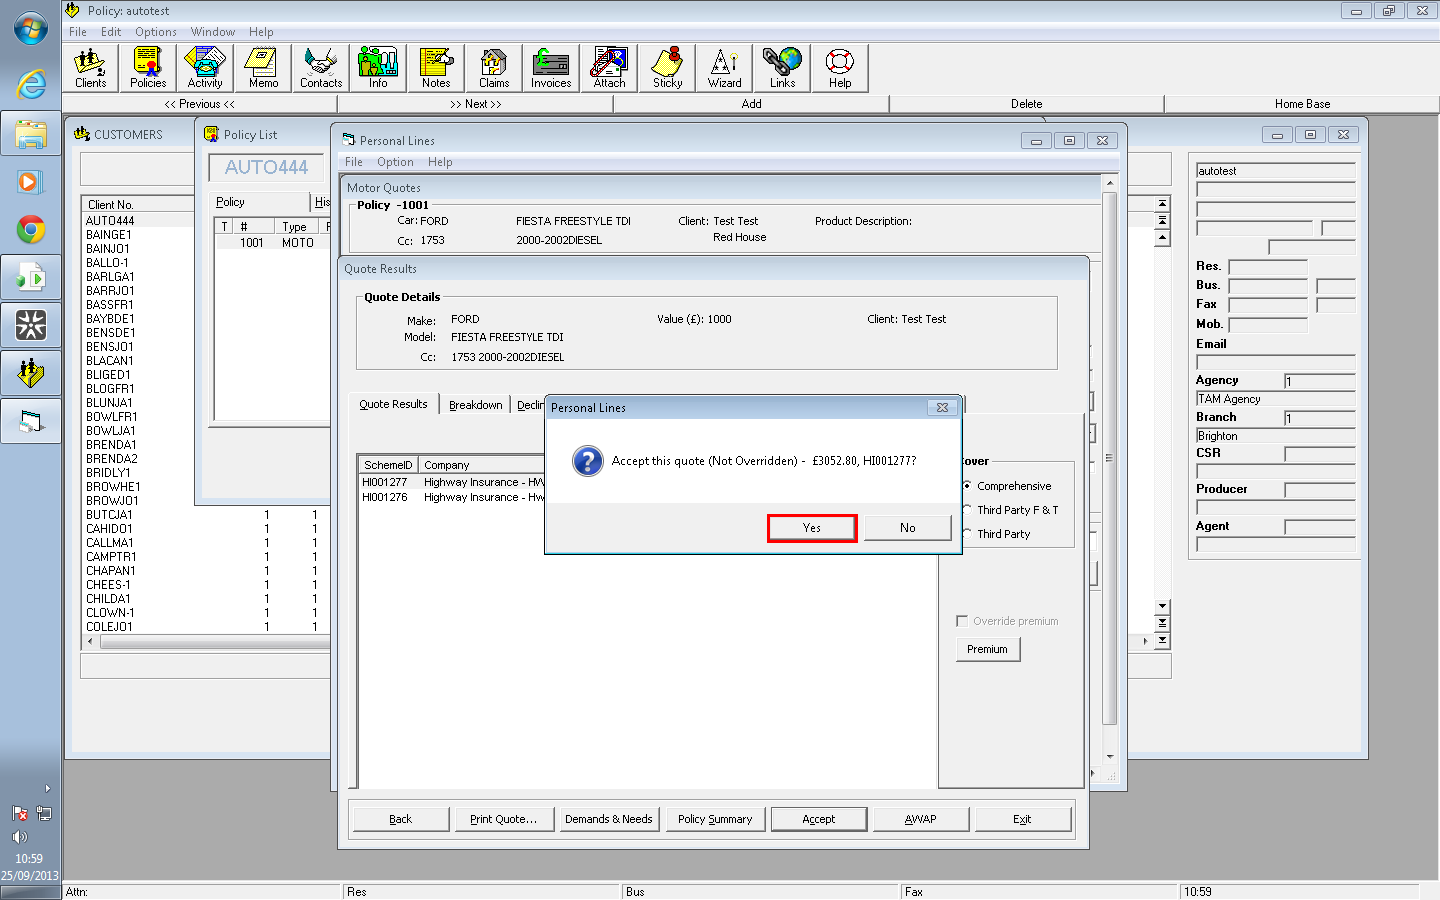 Policy: autotest
File Edit Options Window Help
Clients Policies Activity Memo Contacts Info Notes Claims Invoices Attach Sticky Wizard Links Help
<< Previous << >> Next >> Add Delete Home Base
CUSTOMERS
Client No.
AUTO444
BAINGE1
BAINJO1
BALLO-1
BARLGA1
BARRJO1
BASSFR1
BAYBDE1
BENSDE1
BENSJO1
BLACAN1
BLIGED1
BLOGFR1
BLUNJA1
BOWLFR1
BOWLJA1
BRENDA1
BRENDA2
BRIDLY1
BROWHE1
BROWJO1
BUTCJA1 1 1
CAHIDO1 1 1
CALLMA1 1 1
CAMPTR1 1 1
CHAPAN1 1 1
CHEES-1 1 1
CHILDA1 1 1
CLOWN-1 1 1
COLEJO1 1 1
Policy List
AUTO444
Policy His
T # Type
1001 MOTO
Personal Lines
File Option Help
Motor Quotes
Policy -1001
Car: FORD FIESTA FREESTYLE TDI Client: Test Test Product Description:
Red House
Cc: 1753 2000-2002DIESEL
Quote Results
Quote Details
Make: FORD Value (£): 1000 Client: Test Test
Model: FIESTA FREESTYLE TDI
Cc: 1753 2000-2002DIESEL
Quote Results Breakdown Declin
SchemeID Company
HI001277 Highway Insurance - HW
HI001276 Highway Insurance - Hw
Personal Lines
Accept this quote (Not Overridden) - £3052.80, HI001277?
Yes No
over
Comprehensive
Third Party F & T
Third Party
Override premium
Premium
Back Print Quote... Demands & Needs Policy Summary Accept AWAP Exit
autotest
Res.
Bus.
Fax
Mob.
Email
Agency 1
TAM Agency
Branch 1
Brighton
CSR
Producer
Agent
10:59
25/09/2013
Attn: Res Bus Fax 10:59